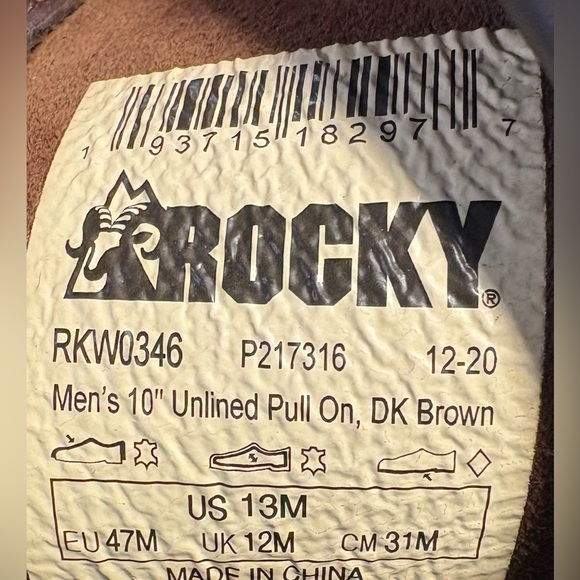 1 93715 18297 7
ROCKY®
RKW0346 P217316 12-20
Men's 10" Unlined Pull On, DK Brown
US 13M
EU 47M UK 12M CM 31M
MADE IN CHINA